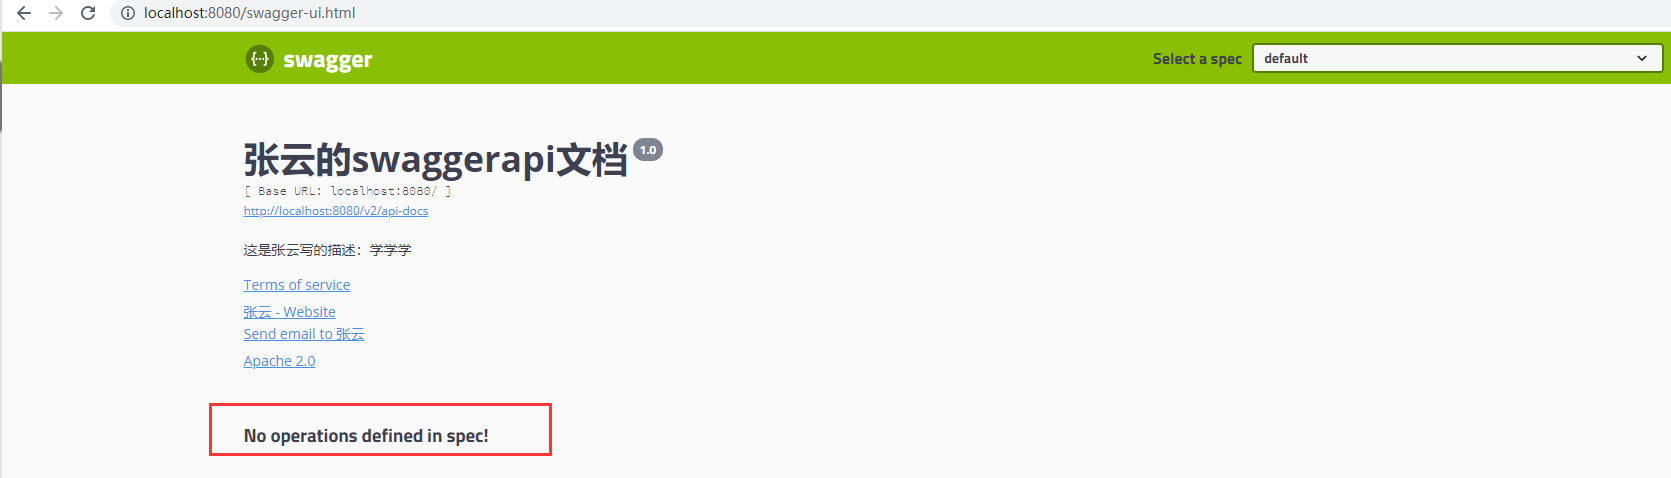 localhost:8080/swagger-ui.html
{···} swagger
Select a spec
default
张云的swaggerapi文档 1.0
[ Base URL: localhost:8080/ ]
http://localhost:8080/v2/api-docs
这是张云写的描述：学学学
Terms of service
张云 - Website
Send email to 张云
Apache 2.0
No operations defined in spec!